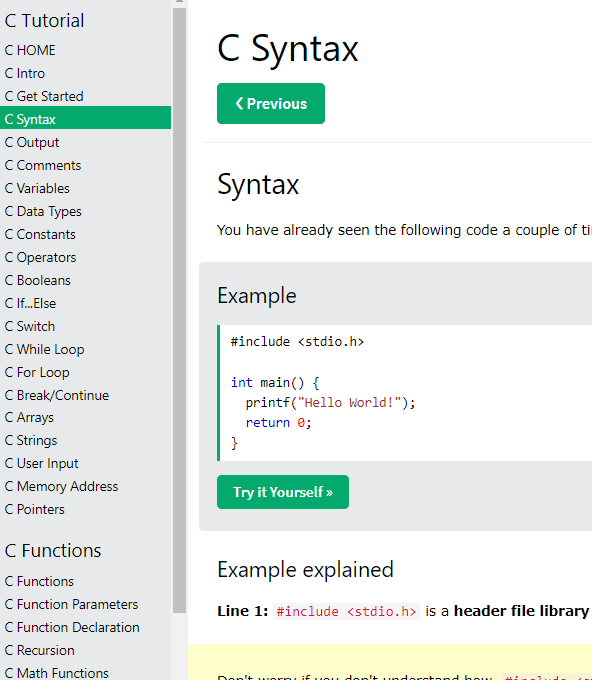 C Tutorial
C HOME
C Intro
C Get Started
C Syntax
C Output
C Comments
C Variables
C Data Types
C Constants
C Operators
C Booleans
C If...Else
C Switch
C While Loop
C For Loop
C Break/Continue
C Arrays
C Strings
C User Input
C Memory Address
C Pointers
C Functions
C Functions
C Function Parameters
C Function Declaration
C Recursion
C Math Functions
C Syntax
❮ Previous
Syntax
You have already seen the following code a couple of ti
Example
#include <stdio.h>
int main() {
  printf("Hello World!");
  return 0;
}
Try it Yourself »
Example explained
Line 1: #include <stdio.h> is a header file library
Don't worry if you don't understand how #include <s